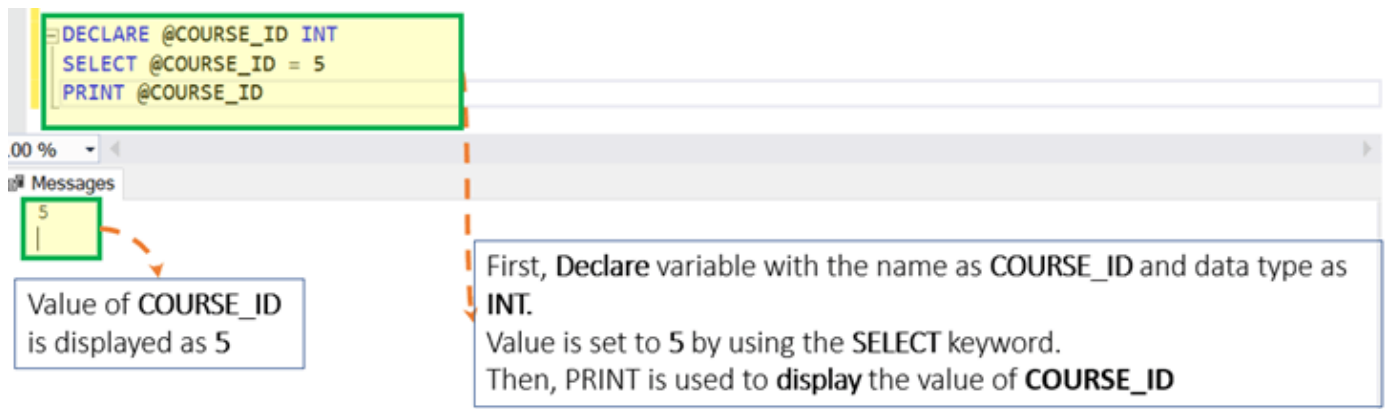 DECLARE @COURSE_ID INT
SELECT @COURSE_ID = 5
PRINT @COURSE_ID
.00 %
Messages
5
Value of COURSE_ID
is displayed as 5
First, Declare variable with the name as COURSE_ID and data type as
INT.
Value is set to 5 by using the SELECT keyword.
Then, PRINT is used to display the value of COURSE_ID